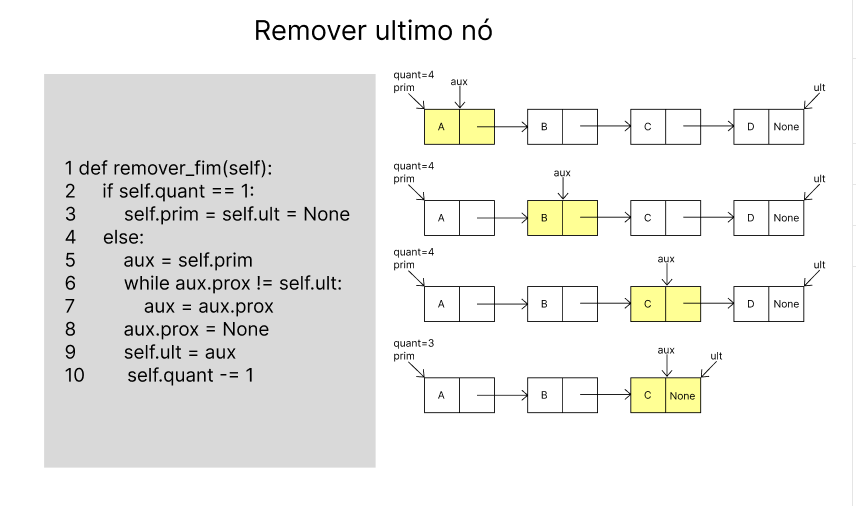 Remover ultimo nó
1 def remover_fim(self):
2 if self.quant == 1:
3 self.prim = self.ult = None
4 else:
5 aux = self.prim
6 while aux.prox != self.ult:
7 aux = aux.prox
8 aux.prox = None
9 self.ult = aux
10 self.quant -= 1
quant=4
prim
aux
ult
A B C D None
quant=4
prim
aux
ult
A B C D None
quant=4
prim
aux
ult
A B C D None
quant=3
prim
aux
ult
A B C None